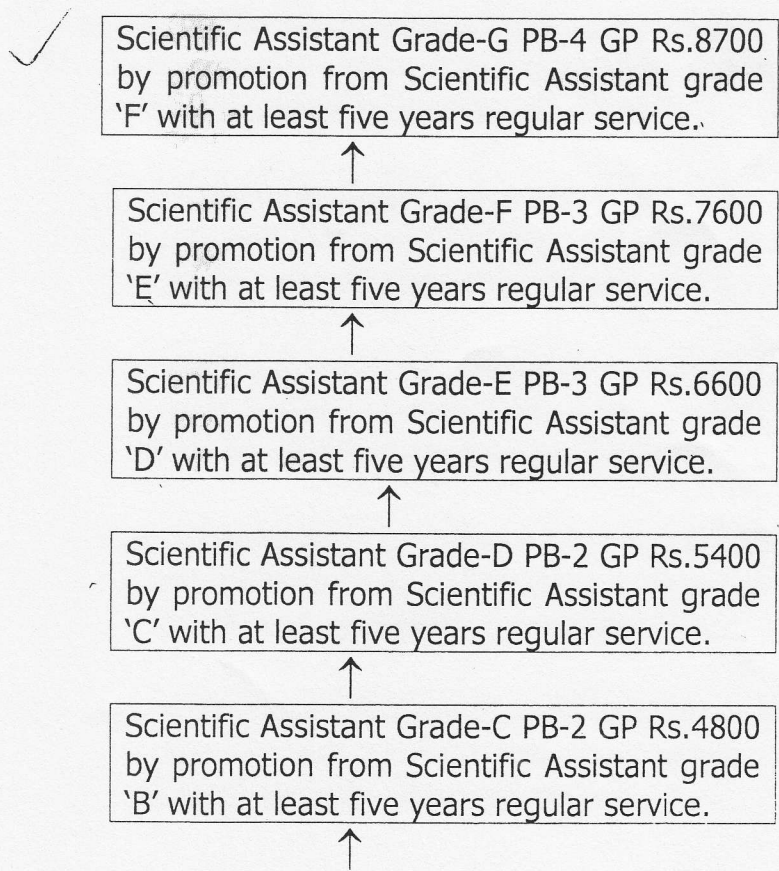 Scientific Assistant Grade-G PB-4 GP Rs.8700
by promotion from Scientific Assistant grade
‘F’ with at least five years regular service.
Scientific Assistant Grade-F PB-3 GP Rs.7600
by promotion from Scientific Assistant grade
‘E’ with at least five years regular service.
Scientific Assistant Grade-E PB-3 GP Rs.6600
by promotion from Scientific Assistant grade
‘D’ with at least five years regular service.
Scientific Assistant Grade-D PB-2 GP Rs.5400
by promotion from Scientific Assistant grade
‘C’ with at least five years regular service.
Scientific Assistant Grade-C PB-2 GP Rs.4800
by promotion from Scientific Assistant grade
‘B’ with at least five years regular service.